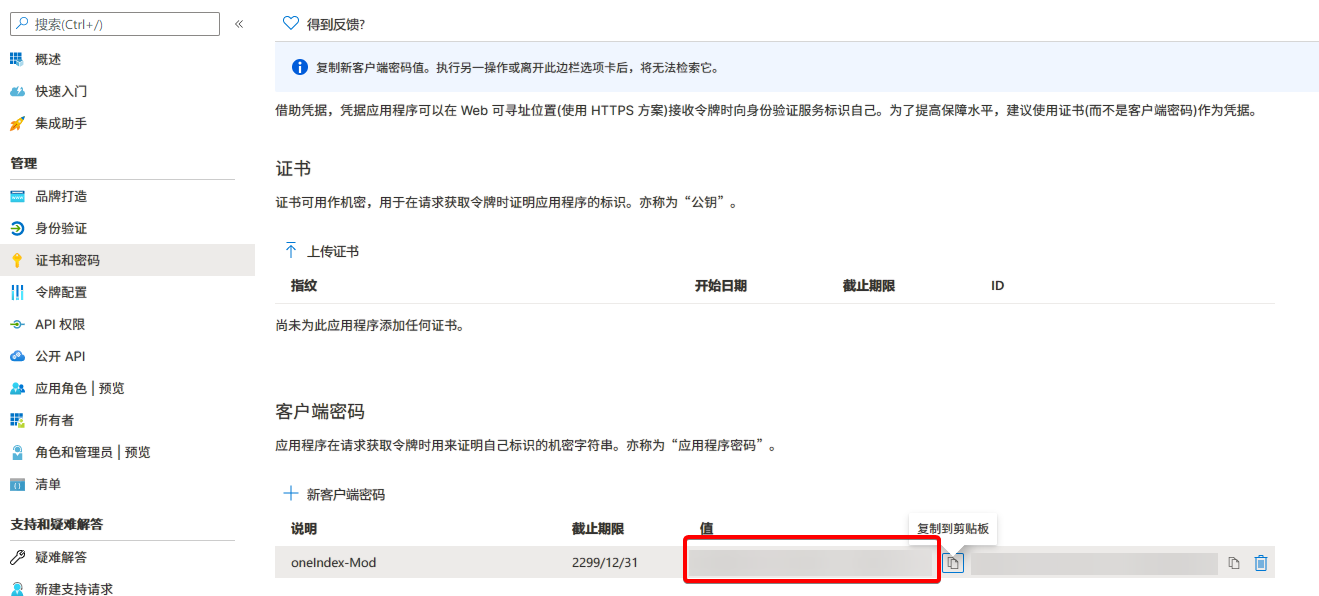 搜索(Ctrl+/)
«
概述
快速入门
集成助手
管理
品牌打造
身份验证
证书和密码
令牌配置
API 权限
公开 API
应用角色 | 预览
所有者
角色和管理员 | 预览
清单
支持和疑难解答
疑难解答
新建支持请求
得到反馈?
复制新客户端密码值。执行另一操作或离开此边栏选项卡后，将无法检索它。
借助凭据，凭据应用程序可以在 Web 可寻址位置(使用 HTTPS 方案)接收令牌时向身份验证服务标识自己。为了提高保障水平，建议使用证书(而不是客户端密码)作为凭据。
证书
证书可用作机密，用于在请求获取令牌时证明应用程序的标识。亦称为“公钥”。
上传证书
指纹 开始日期 截止期限 ID
尚未为此应用程序添加任何证书。
客户端密码
应用程序在请求获取令牌时用来证明自己标识的机密字符串。亦称为“应用程序密码”。
新客户端密码
说明 截止期限 值
复制到剪贴板
oneIndex-Mod 2299/12/31